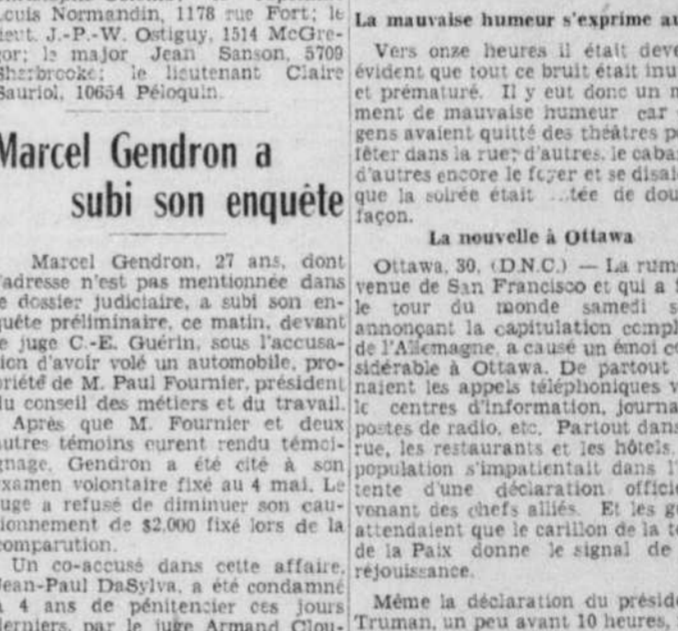 Louis Normandin, 1178 rue Fort; le
lieut. J.-P.-W. Ostiguy, 1514 McGre-
gor; le major Jean Sanson, 5709
Sherbrooke; le lieutenant Claire
Sauriol, 10654 Péloquin.
Marcel Gendron a
subi son enquête
Marcel Gendron, 27 ans, dont
l'adresse n'est pas mentionnée dans
le dossier judiciaire, a subi son en-
quête préliminaire, ce matin, devant
le juge C.-E. Guérin, sous l'accusa-
tion d'avoir volé un automobile, pro-
priété de M. Paul Fournier, président
du conseil des métiers et du travail.
Après que M. Fournier et deux
autres témoins eurent rendu témoi-
gnage, Gendron a été cité à son
examen volontaire fixé au 4 mai. Le
juge a refusé de diminuer son cau-
tionnement de $2,000 fixé lors de la
comparution.
Un co-accusé dans cette affaire,
Jean-Paul DaSylva, a été condamné
à 4 ans de pénitencier ces jours
derniers, par le juge Armand Clou-
La mauvaise humeur s'exprime au
Vers onze heures il était deve
évident que tout ce bruit était inu
et prématuré. Il y eut donc un m
ment de mauvaise humeur car
gens avaient quitté des théâtres p
fêter dans la rue; d'autres, le caba
d'autres encore le foyer et se disai
que la soirée était ...tée de dou
façon.
La nouvelle à Ottawa
Ottawa, 30, (D.N.C.) — La rum
venue de San Francisco et qui a f
le tour du monde samedi s
annonçant la capitulation compl
de l'Allemagne, a causé un émoi co
sidérable à Ottawa. De partout
naient les appels téléphoniques v
le centres d'information, journa
postes de radio, etc. Partout dans
rue, les restaurants et les hôtels,
population s'impatientait dans l'
tente d'une déclaration offici
venant des chefs alliés. Et les g
attendaient que le carillon de la t
de la Paix donne le signal de
réjouissance.
Même la déclaration du préside
Truman, un peu avant 10 heures,